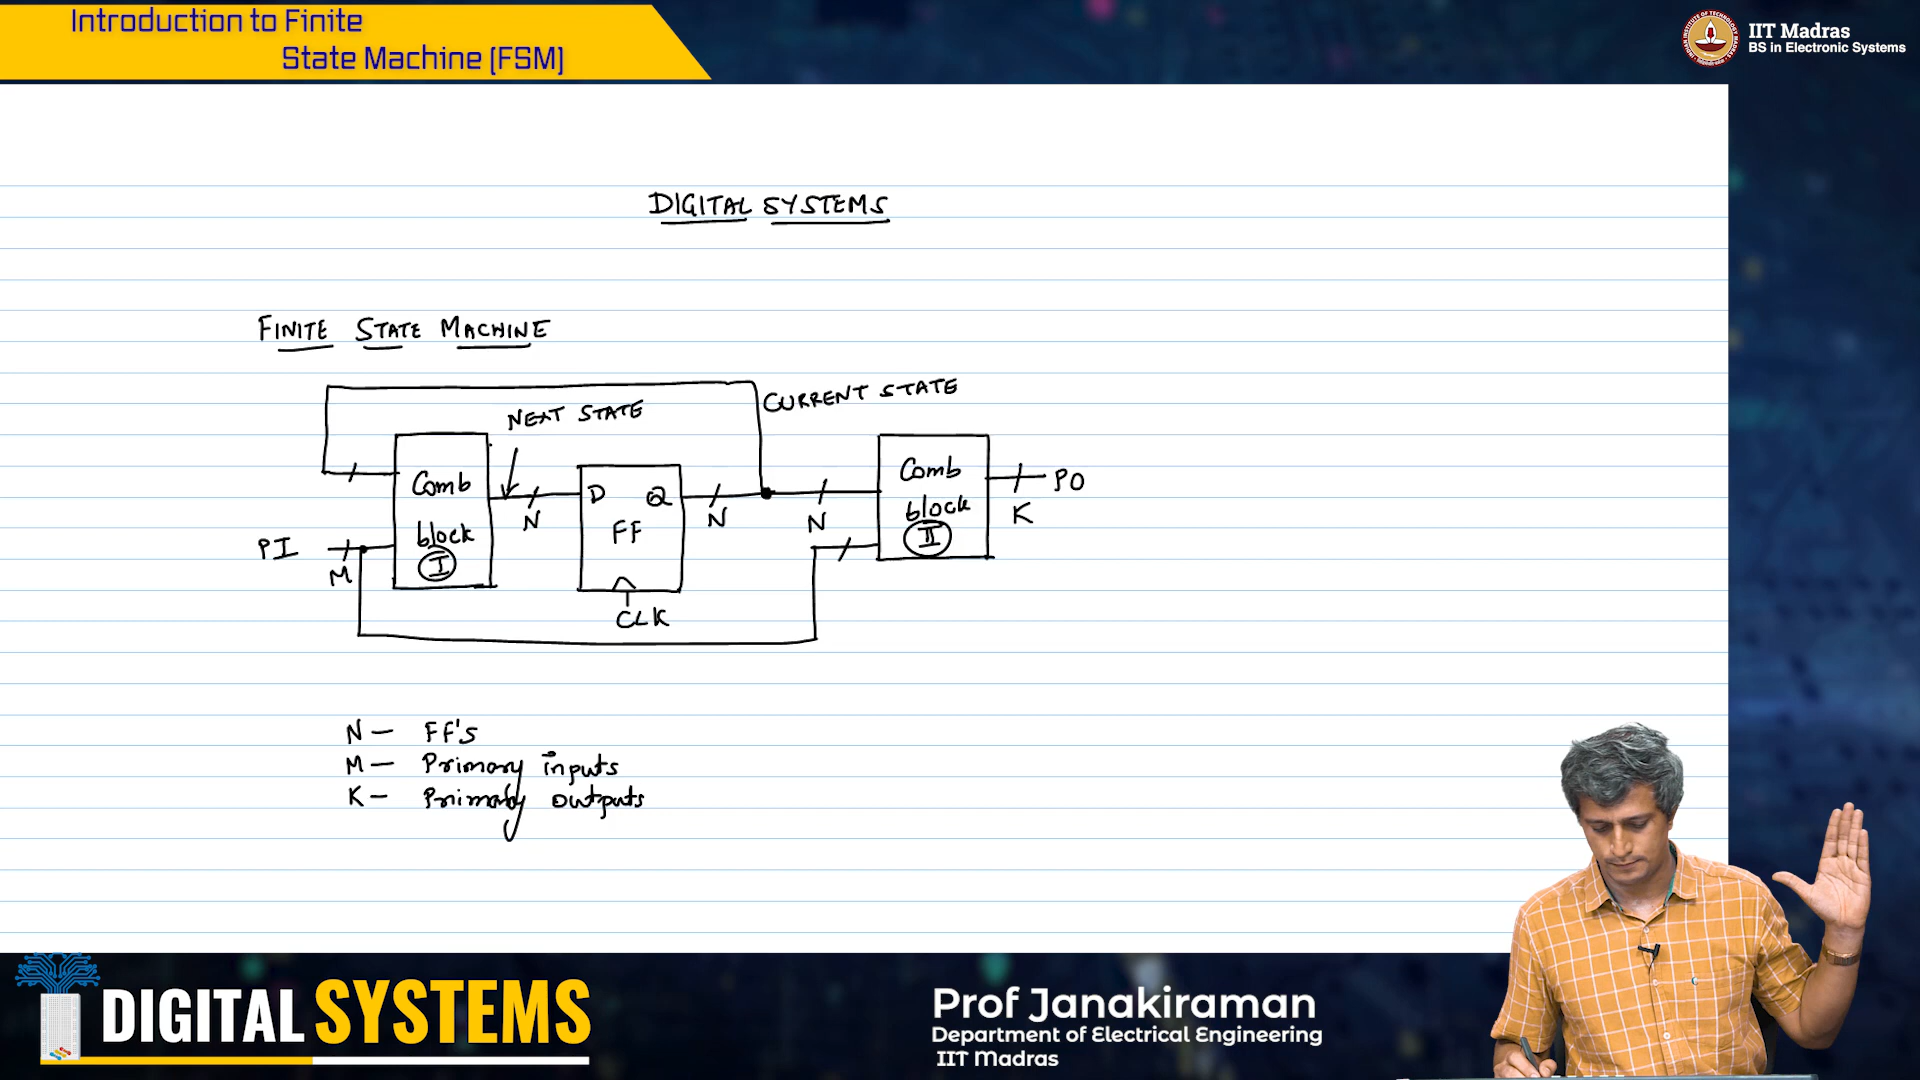 Introduction to Finite
State Machine (FSM)
IIT Madras
BS in Electronic Systems
DIGITAL SYSTEMS
FINITE STATE MACHINE
CURRENT STATE
NEXT STATE
Comb
block
I
PI
M
N
D Q
FF
CLK
N
N
Comb
block
II
PO
K
N — FF's
M — Primary inputs
K — Primary outputs
DIGITAL SYSTEMS
Prof Janakiraman
Department of Electrical Engineering
IIT Madras